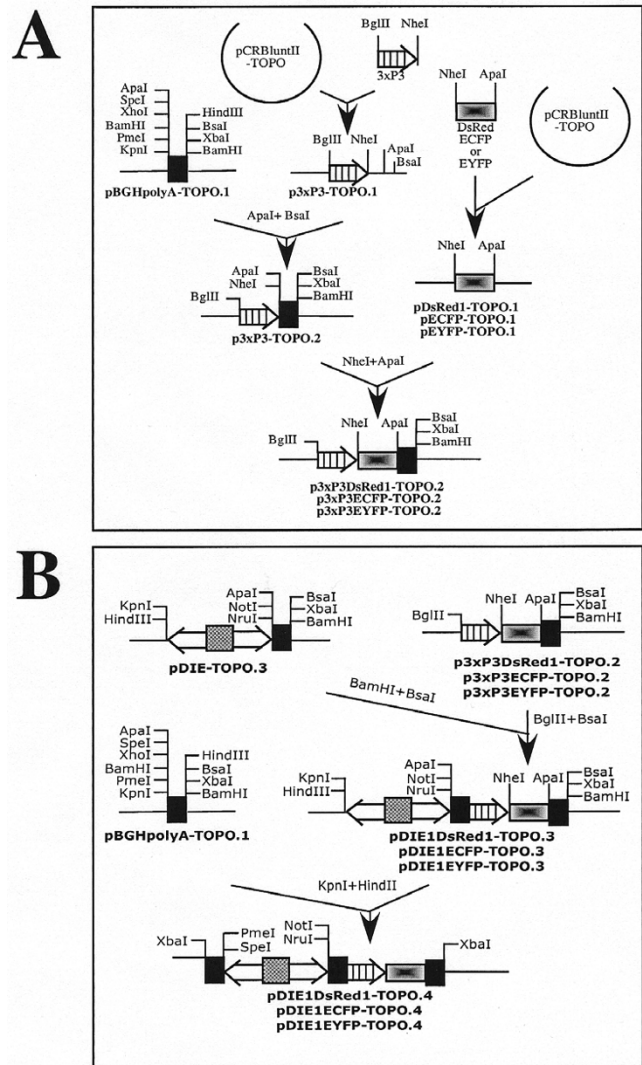 A
pCRBluntII
-TOPO
BglII NheI
3xP3
NheI ApaI
DsRed
ECFP
or
EYFP
pCRBluntII
-TOPO
ApaI
SpeI
XhoI
BamHI
PmeI
KpnI
HindIII
BsaI
XbaI
BamHI
pBGHpolyA-TOPO.1
BglII NheI
ApaI
BsaI
p3xP3-TOPO.1
ApaI+ BsaI
ApaI
NheI
BglII
BsaI
XbaI
BamHI
p3xP3-TOPO.2
NheI ApaI
pDsRed1-TOPO.1
pECFP-TOPO.1
pEYFP-TOPO.1
NheI+ApaI
NheI ApaI
BglII
BsaI
XbaI
BamHI
p3xP3DsRed1-TOPO.2
p3xP3ECFP-TOPO.2
p3xP3EYFP-TOPO.2
B
KpnI
HindIII
ApaI
NotI
NruI
BsaI
XbaI
BamHI
pDIE-TOPO.3
NheI ApaI
BglII
BsaI
XbaI
BamHI
p3xP3DsRed1-TOPO.2
p3xP3ECFP-TOPO.2
p3xP3EYFP-TOPO.2
BamHI+BsaI
BglII+BsaI
ApaI
SpeI
XhoI
BamHI
PmeI
KpnI
HindIII
BsaI
XbaI
BamHI
pBGHpolyA-TOPO.1
KpnI
HindIII
ApaI
NotI
NruI
NheI ApaI
BsaI
XbaI
BamHI
pDIE1DsRed1-TOPO.3
pDIE1ECFP-TOPO.3
pDIE1EYFP-TOPO.3
KpnI+HindII
XbaI
PmeI
SpeI
NotI
NruI
XbaI
pDIE1DsRed1-TOPO.4
pDIE1ECFP-TOPO.4
pDIE1EYFP-TOPO.4